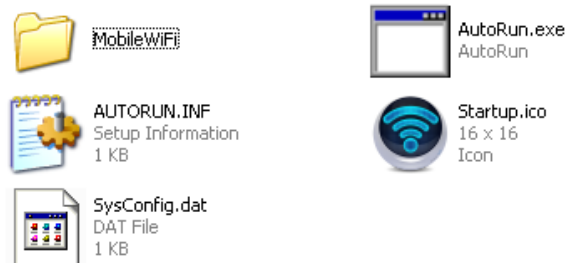 MobileWiFi
AutoRun.exe
AutoRun
AUTORUN.INF
Setup Information
1 KB
Startup.ico
16 x 16
Icon
SysConfig.dat
DAT File
1 KB